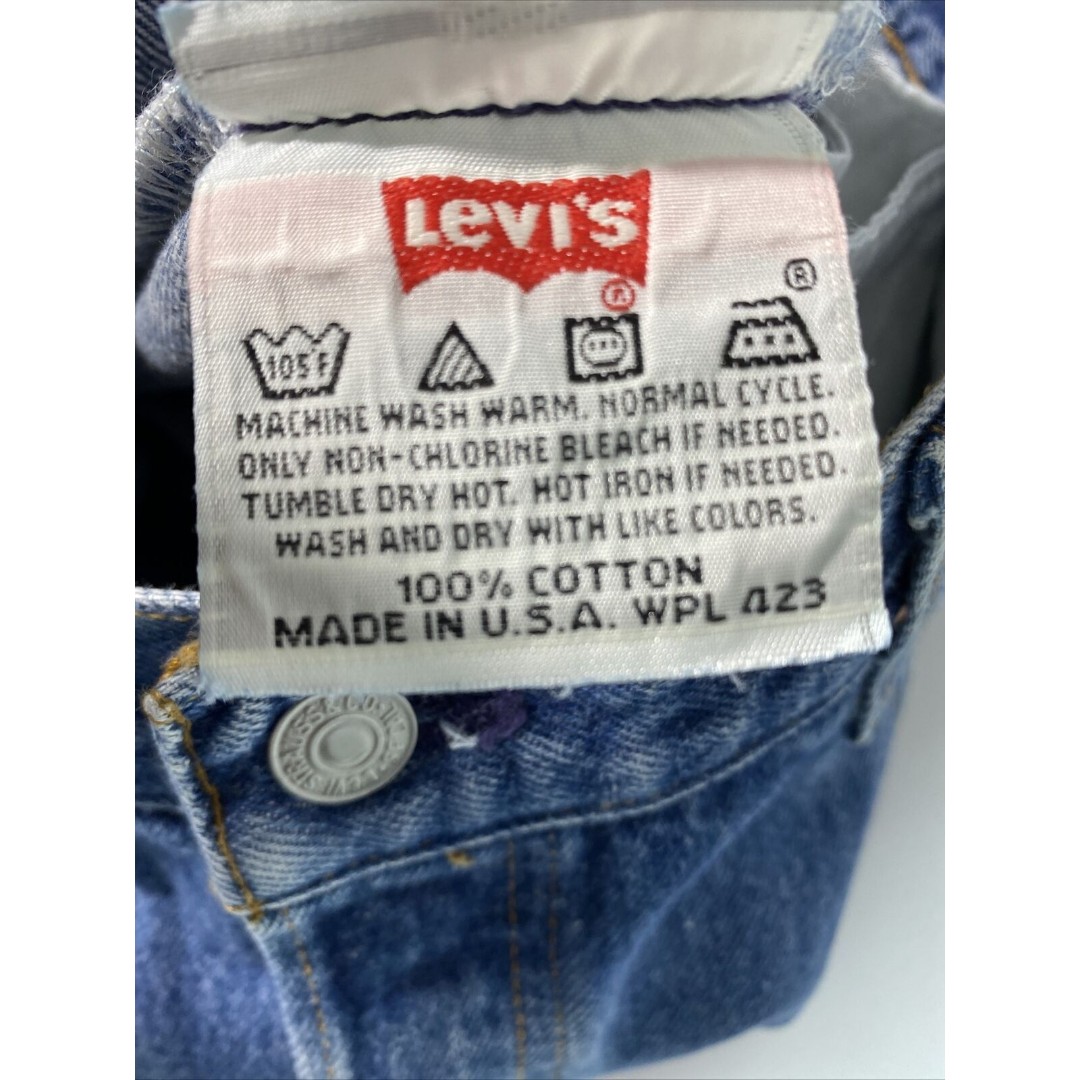 LEVI'S
®
®
105°F
MACHINE WASH WARM. NORMAL CYCLE.
ONLY NON-CHLORINE BLEACH IF NEEDED.
TUMBLE DRY HOT. HOT IRON IF NEEDED.
WASH AND DRY WITH LIKE COLORS.
100% COTTON
MADE IN U.S.A. WPL 423